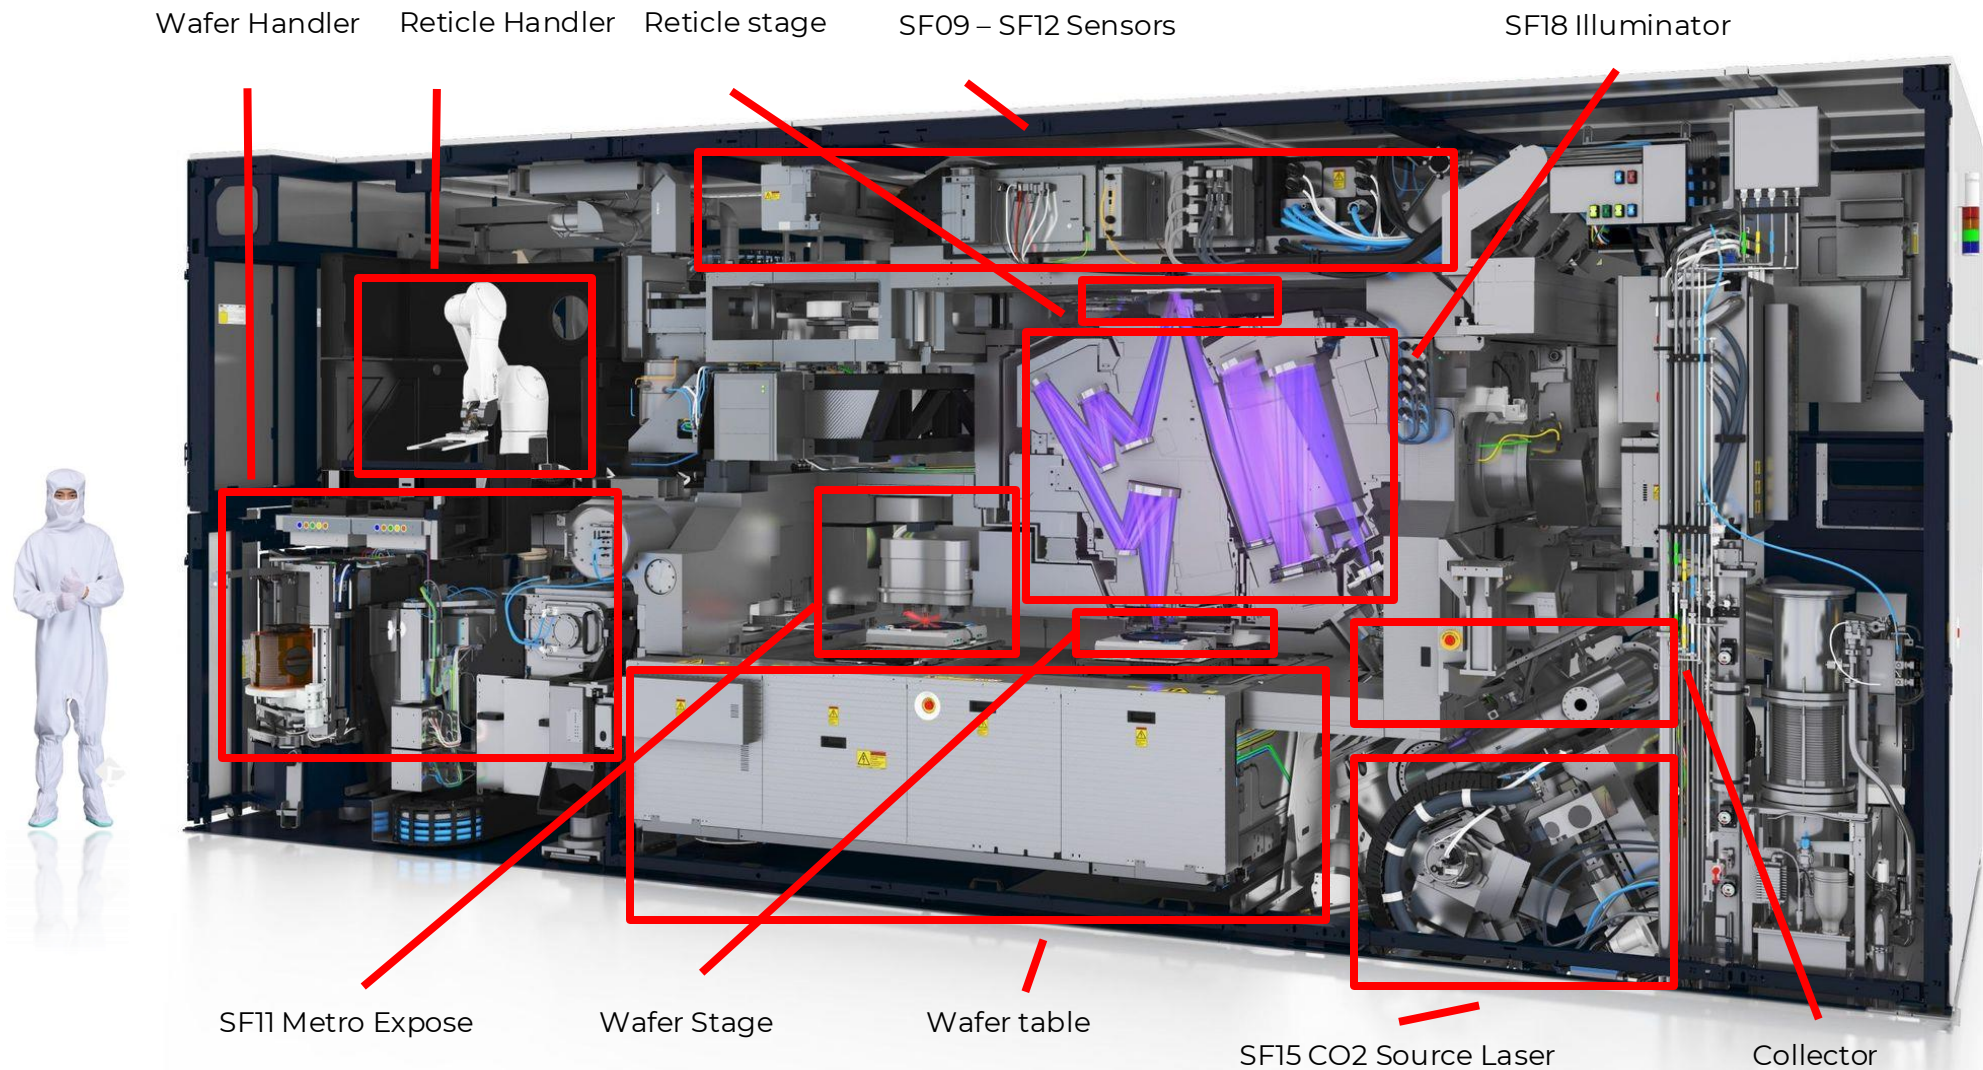 Wafer Handler
Reticle Handler
Reticle stage
SF09 – SF12 Sensors
SF18 Illuminator
SF11 Metro Expose
Wafer Stage
Wafer table
SF15 CO2 Source Laser
Collector